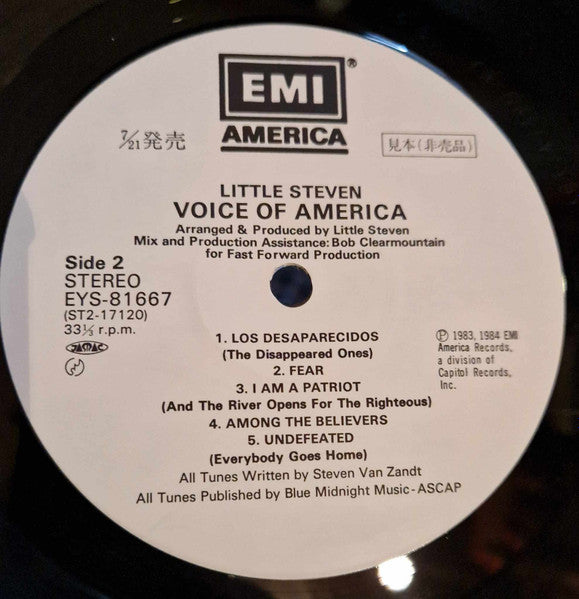 EMI®
AMERICA
7/21 発売
見本(非売品)
LITTLE STEVEN
VOICE OF AMERICA
Arranged & Produced by Little Steven
Mix and Production Assistance: Bob Clearmountain
for Fast Forward Production
Side 2
STEREO
EYS-81667
(ST2-17120)
33⅓ r.p.m.
JASRAC
1. LOS DESAPARECIDOS
(The Disappeared Ones)
2. FEAR
3. I AM A PATRIOT
(And The River Opens For The Righteous)
4. AMONG THE BELIEVERS
5. UNDEFEATED
(Everybody Goes Home)
℗ 1983, 1984 EMI
America Records,
a division of
Capitol Records,
Inc.
All Tunes Written by Steven Van Zandt
All Tunes Published by Blue Midnight Music-ASCAP